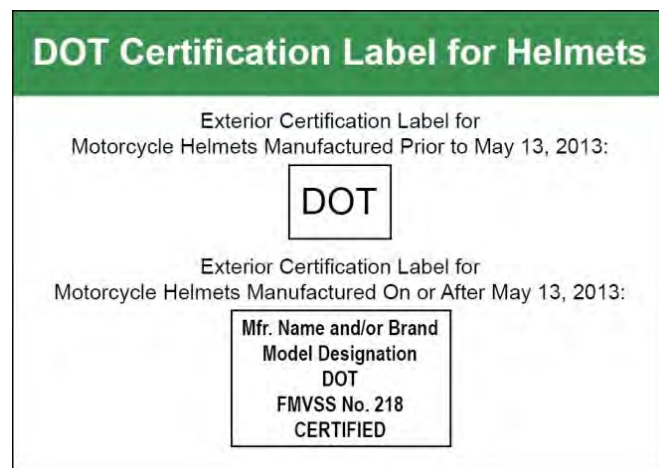 DOT Certification Label for Helmets
Exterior Certification Label for
Motorcycle Helmets Manufactured Prior to May 13, 2013:
DOT
Exterior Certification Label for
Motorcycle Helmets Manufactured On or After May 13, 2013:
Mfr. Name and/or Brand
Model Designation
DOT
FMVSS No. 218
CERTIFIED